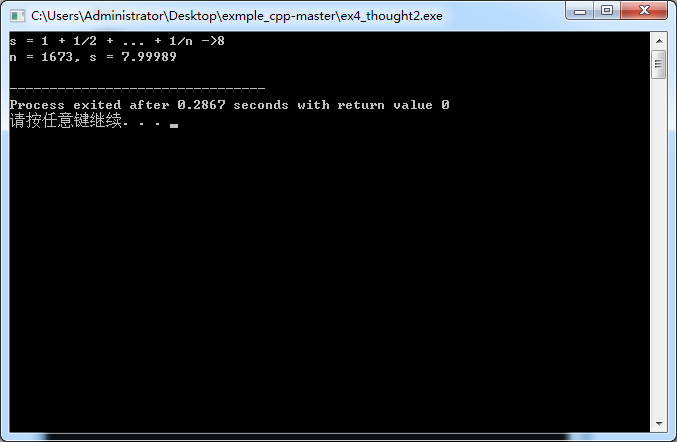 C:\Users\Administrator\Desktop\exmple_cpp-master\ex4_thought2.exe
s = 1 + 1/2 + ... + 1/n ->8
n = 1673, s = 7.99989
--------------------------------
Process exited after 0.2867 seconds with return value 0
请按任意键继续. . .